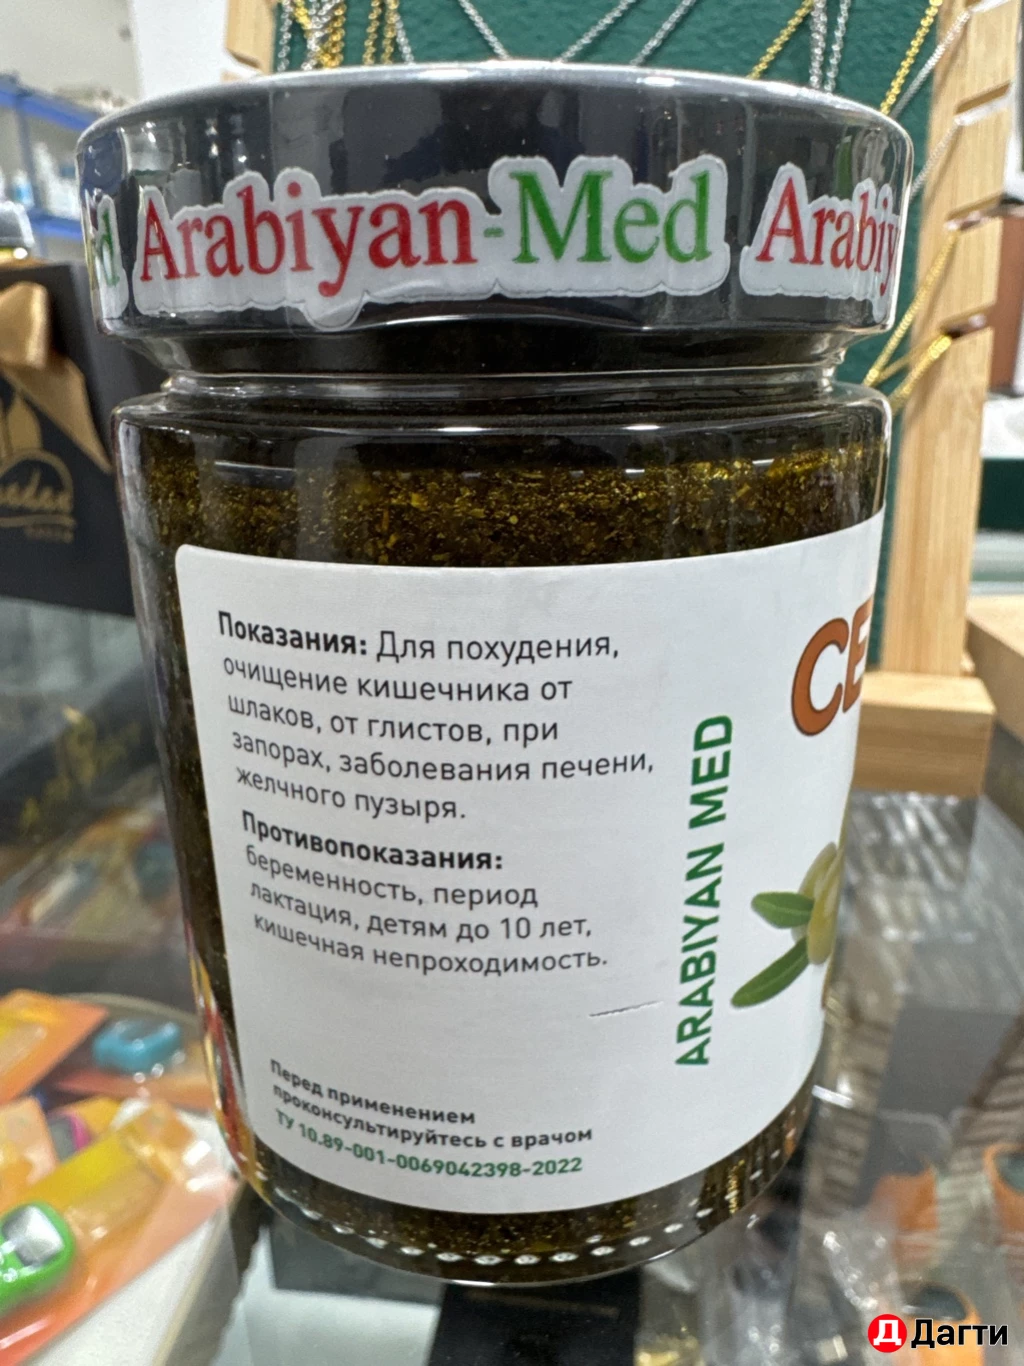 Arabiyan-Med Arabiy
Показания: Для похудения,
очищение кишечника от
шлаков, от глистов, при
запорах, заболевания печени,
желчного пузыря.
Противопоказания:
беременность, период
лактация, детям до 10 лет,
кишечная непроходимость.
Перед применением
проконсультируйтесь с врачом
ТУ 10.89-001-0069042398-2022
ARABIYAN MED
СЕ
Дагти